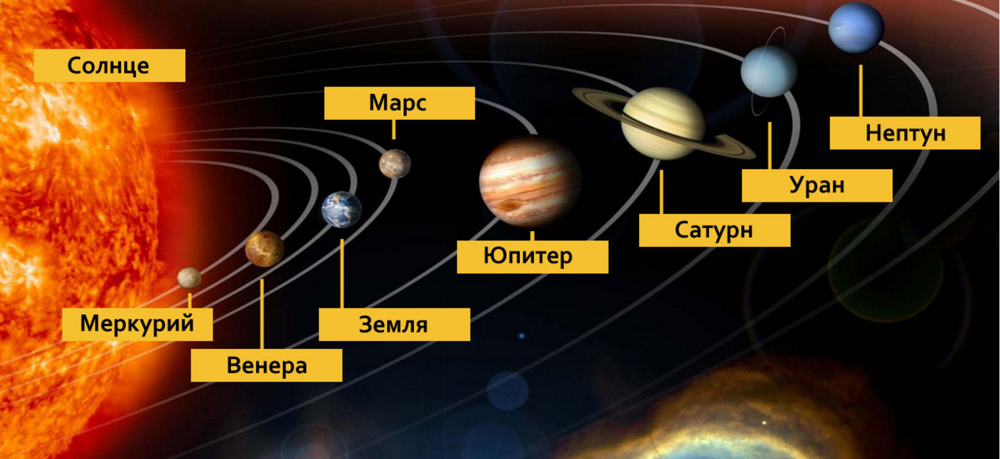 Солнце
Марс
Нептун
Уран
Сатурн
Юпитер
Меркурий
Земля
Венера